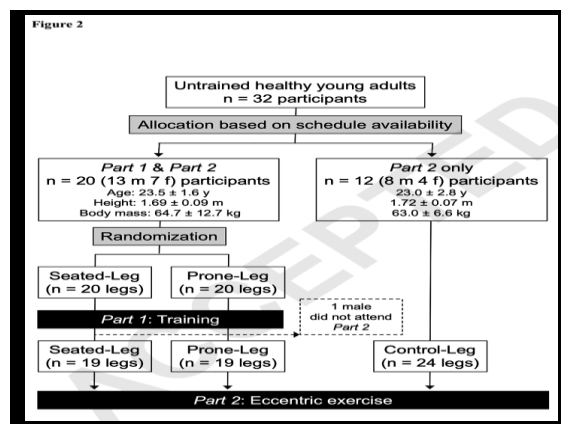 Figure 2
Untrained healthy young adults
n = 32 participants
Allocation based on schedule availability
Part 1 & Part 2
n = 20 (13 m 7 f) participants
Age: 23.5 ± 1.6 y
Height: 1.69 ± 0.09 m
Body mass: 64.7 ± 12.7 kg
Part 2 only
n = 12 (8 m 4 f) participants
23.0 ± 2.8 y
1.72 ± 0.07 m
63.0 ± 6.6 kg
Randomization
Seated-Leg
(n = 20 legs)
Prone-Leg
(n = 20 legs)
Part 1: Training
1 male
did not attend
Part 2
Seated-Leg
(n = 19 legs)
Prone-Leg
(n = 19 legs)
Control-Leg
(n = 24 legs)
Part 2: Eccentric exercise
ACCEPTED